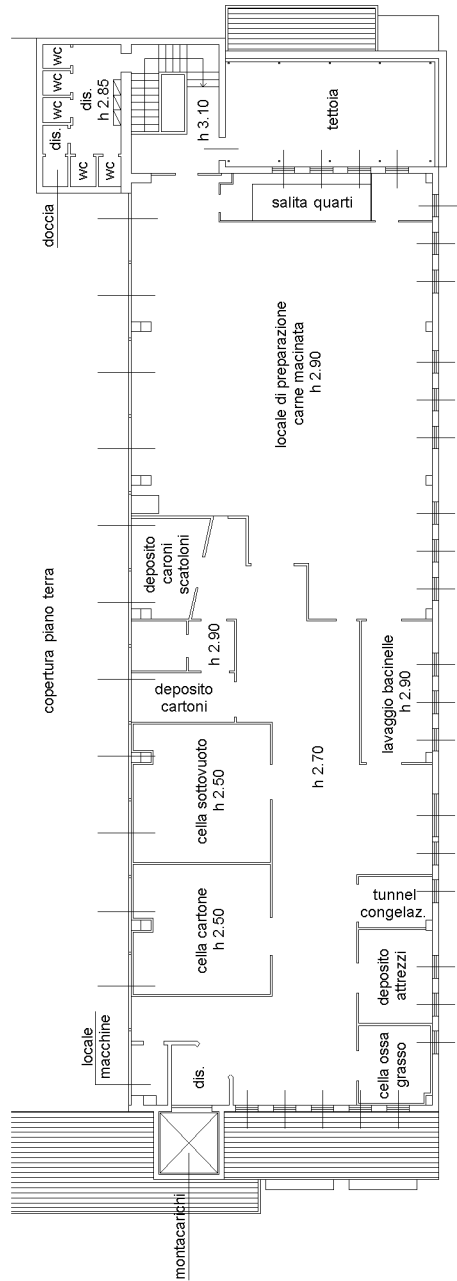 wc
wc
wc
dis.
wc
wc
dis.
h 2.85
h 3.10
tettoia
doccia
salita quarti
locale di preparazione
carne macinata
h 2.90
deposito
caroni
scatoloni
copertura piano terra
h 2.90
deposito
cartoni
lavaggio bacinelle
h 2.90
cella sottovuoto
h 2.50
h 2.70
cella cartone
h 2.50
tunnel
congelaz.
deposito
attrezzi
locale
macchine
dis.
cella ossa
grasso
montacarichi